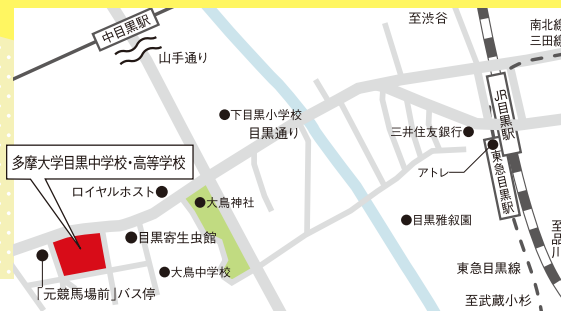 至渋谷
南北線
三田線
中目黒駅
山手通り
JR目黒駅
下目黒小学校
目黒通り
三井住友銀行
多摩大学目黒中学校・高等学校
アトレ
東急目黒駅
ロイヤルホスト
大鳥神社
目黒雅叙園
目黒寄生虫館
至品川
大鳥中学校
東急目黒線
「元競馬場前」バス停
至武蔵小杉